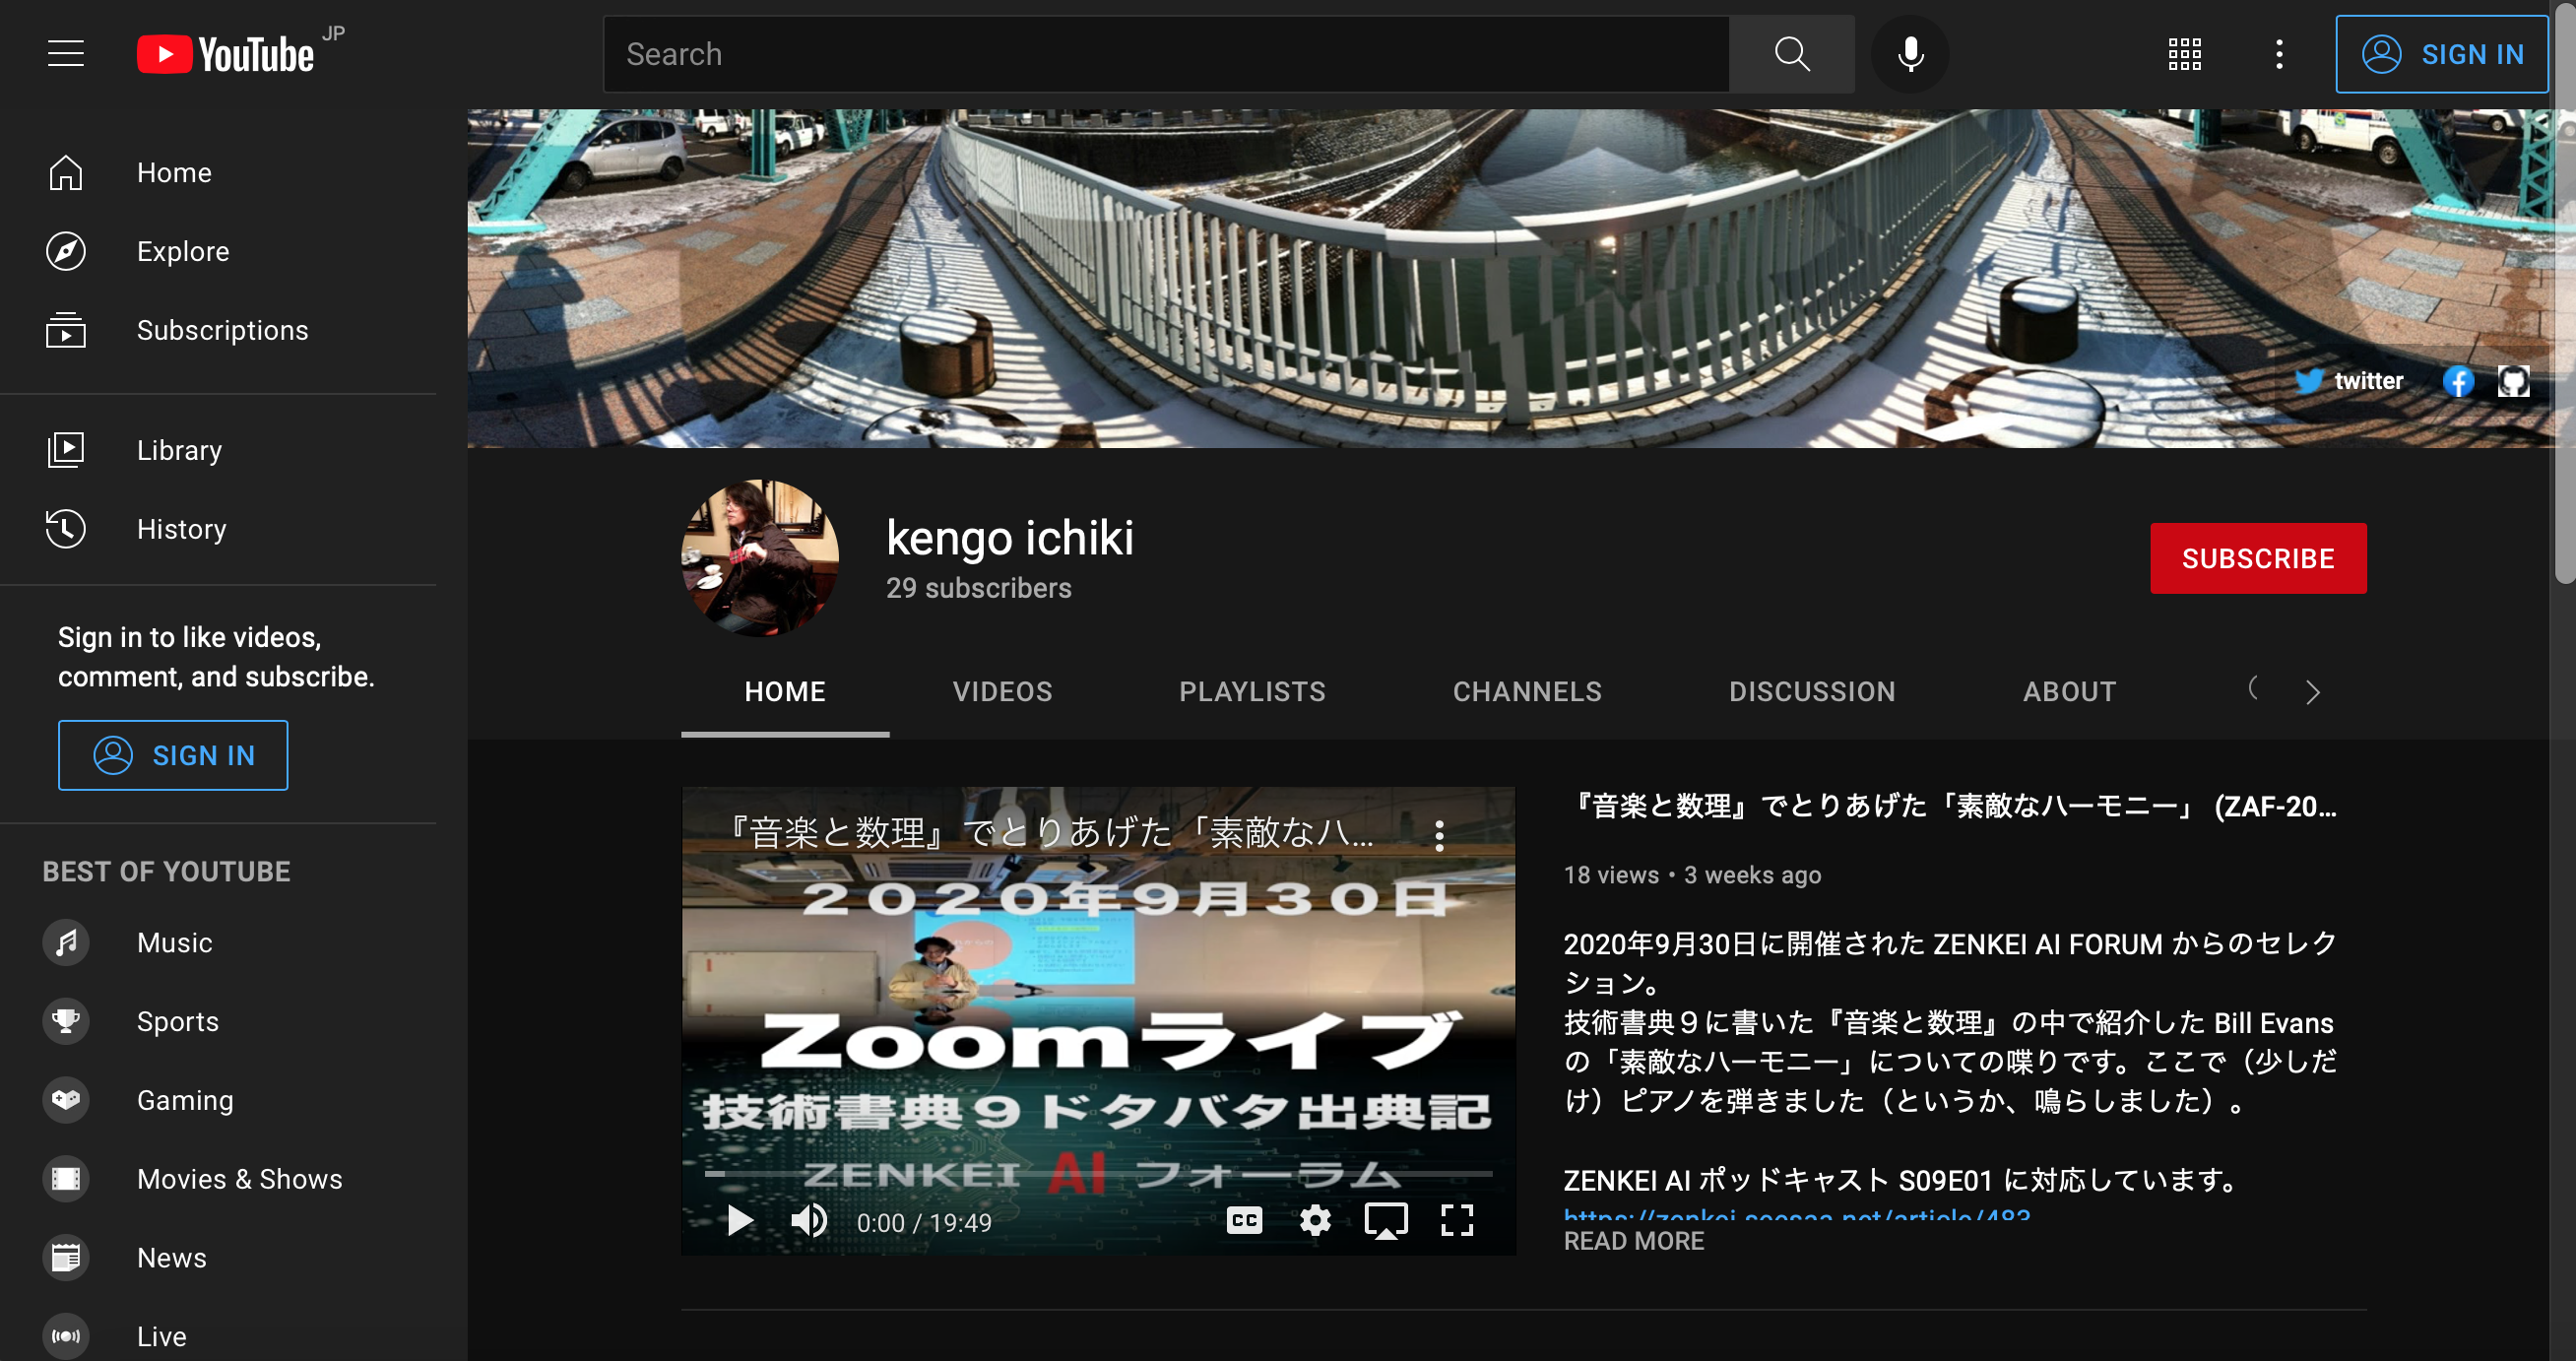 YouTube JP
Search
SIGN IN
Home
Explore
Subscriptions
Library
History
Sign in to like videos,
comment, and subscribe.
SIGN IN
BEST OF YOUTUBE
Music
Sports
Gaming
Movies & Shows
News
Live
twitter
kengo ichiki
29 subscribers
SUBSCRIBE
HOME VIDEOS PLAYLISTS CHANNELS DISCUSSION ABOUT
『音楽と数理』でとりあげた「素敵なハ...
2020年9月30日
Zoomライブ
技術書典９ドタバタ出典記
ZENKEI AI フォーラム
0:00 / 19:49
CC
『音楽と数理』でとりあげた「素敵なハーモニー」 (ZAF-20...
18 views • 3 weeks ago
2020年9月30日に開催された ZENKEI AI FORUM からのセレク
ション。
技術書典９に書いた『音楽と数理』の中で紹介した Bill Evans
の「素敵なハーモニー」についての喋りです。ここで（少しだ
け）ピアノを弾きました（というか、鳴らしました）。
ZENKEI AI ポッドキャスト S09E01 に対応しています。
https://zenkei.seesaa.net/article/483
READ MORE